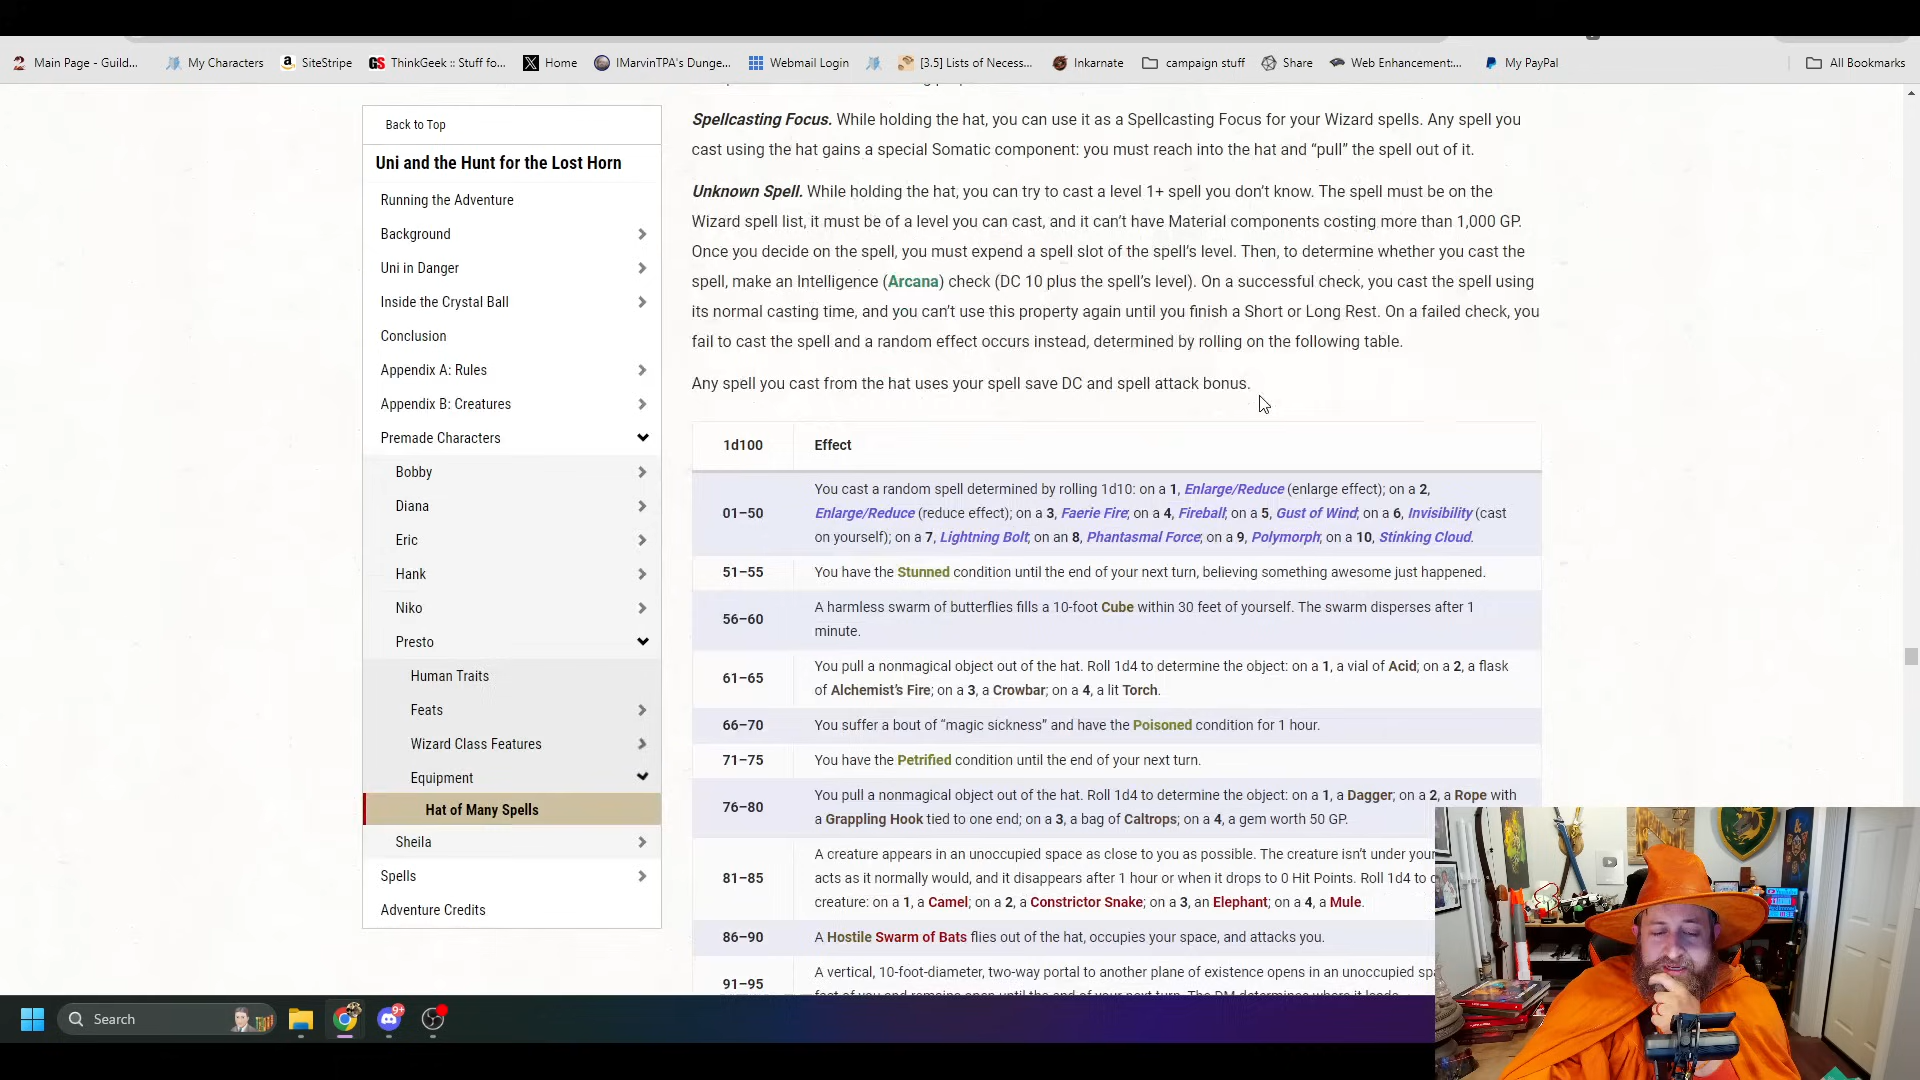 Main Page - Guild...
My Characters
SiteStripe
ThinkGeek :: Stuff fo...
Home
IMarvinTPA's Dunge...
Webmail Login
[3.5] Lists of Necess...
Inkarnate
campaign stuff
Share
Web Enhancement:...
My PayPal
All Bookmarks
Back to Top
Uni and the Hunt for the Lost Horn
Running the Adventure
Background
Uni in Danger
Inside the Crystal Ball
Conclusion
Appendix A: Rules
Appendix B: Creatures
Premade Characters
Bobby
Diana
Eric
Hank
Niko
Presto
Human Traits
Feats
Wizard Class Features
Equipment
Hat of Many Spells
Sheila
Spells
Adventure Credits
Spellcasting Focus. While holding the hat, you can use it as a Spellcasting Focus for your Wizard spells. Any spell you
cast using the hat gains a special Somatic component: you must reach into the hat and “pull” the spell out of it.
Unknown Spell. While holding the hat, you can try to cast a level 1+ spell you don’t know. The spell must be on the
Wizard spell list, it must be of a level you can cast, and it can’t have Material components costing more than 1,000 GP.
Once you decide on the spell, you must expend a spell slot of the spell’s level. Then, to determine whether you cast the
spell, make an Intelligence (Arcana) check (DC 10 plus the spell’s level). On a successful check, you cast the spell using
its normal casting time, and you can’t use this property again until you finish a Short or Long Rest. On a failed check, you
fail to cast the spell and a random effect occurs instead, determined by rolling on the following table.
Any spell you cast from the hat uses your spell save DC and spell attack bonus.
1d100 Effect
01–50 You cast a random spell determined by rolling 1d10: on a 1, Enlarge/Reduce (enlarge effect); on a 2,
Enlarge/Reduce (reduce effect); on a 3, Faerie Fire; on a 4, Fireball; on a 5, Gust of Wind; on a 6, Invisibility (cast
on yourself); on a 7, Lightning Bolt; on an 8, Phantasmal Force; on a 9, Polymorph; on a 10, Stinking Cloud.
51–55 You have the Stunned condition until the end of your next turn, believing something awesome just happened.
56–60 A harmless swarm of butterflies fills a 10-foot Cube within 30 feet of yourself. The swarm disperses after 1
minute.
61–65 You pull a nonmagical object out of the hat. Roll 1d4 to determine the object: on a 1, a vial of Acid; on a 2, a flask
of Alchemist’s Fire; on a 3, a Crowbar; on a 4, a lit Torch.
66–70 You suffer a bout of “magic sickness” and have the Poisoned condition for 1 hour.
71–75 You have the Petrified condition until the end of your next turn.
76–80 You pull a nonmagical object out of the hat. Roll 1d4 to determine the object: on a 1, a Dagger; on a 2, a Rope with
a Grappling Hook tied to one end; on a 3, a bag of Caltrops; on a 4, a gem worth 50 GP.
81–85 A creature appears in an unoccupied space as close to you as possible. The creature isn’t under your
acts as it normally would, and it disappears after 1 hour or when it drops to 0 Hit Points. Roll 1d4 to
creature: on a 1, a Camel; on a 2, a Constrictor Snake; on a 3, an Elephant; on a 4, a Mule.
86–90 A Hostile Swarm of Bats flies out of the hat, occupies your space, and attacks you.
91–95 A vertical, 10-foot-diameter, two-way portal to another plane of existence opens in an unoccupied
feet of you and remains open until the end of your next turn. The DM determines where it leads.
Search
9+